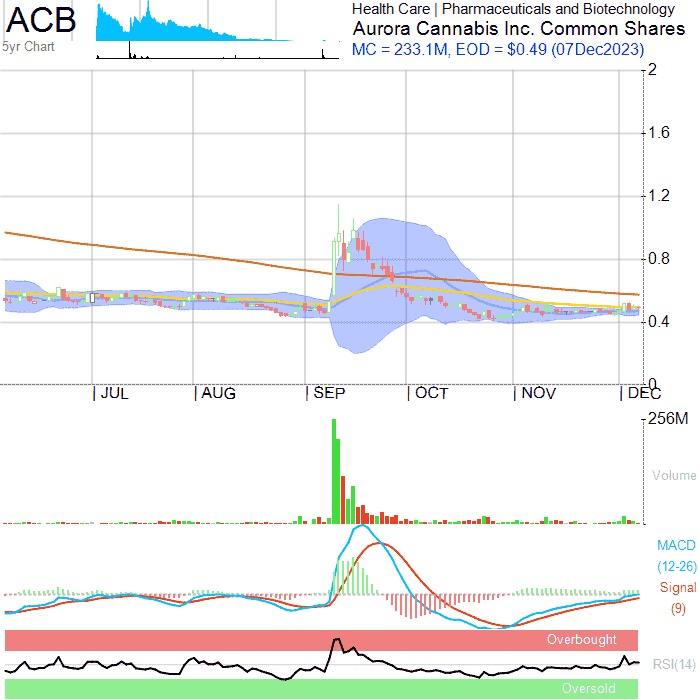 ACB
5yr Chart
Health Care | Pharmaceuticals and Biotechnology
Aurora Cannabis Inc. Common Shares
MC = 233.1M, EOD = $0.49 (07Dec2023)
2
1.6
1.2
0.8
0.4
0
JUL AUG SEP OCT NOV DEC
256M
Volume
MACD
(12-26)
Signal
(9)
Overbought
RSI(14)
Oversold